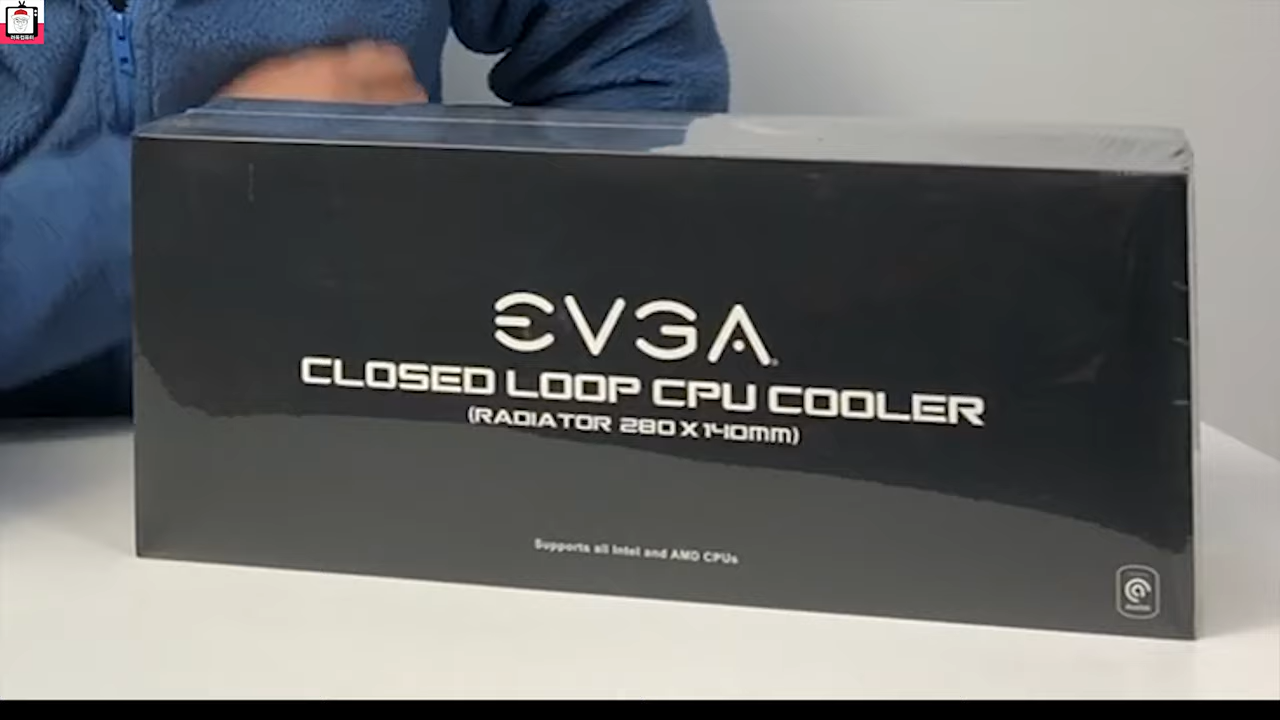 EVGA
CLOSED LOOP CPU COOLER
(RADIATOR 280 X 140mm)
Supports all Intel and AMD CPUs